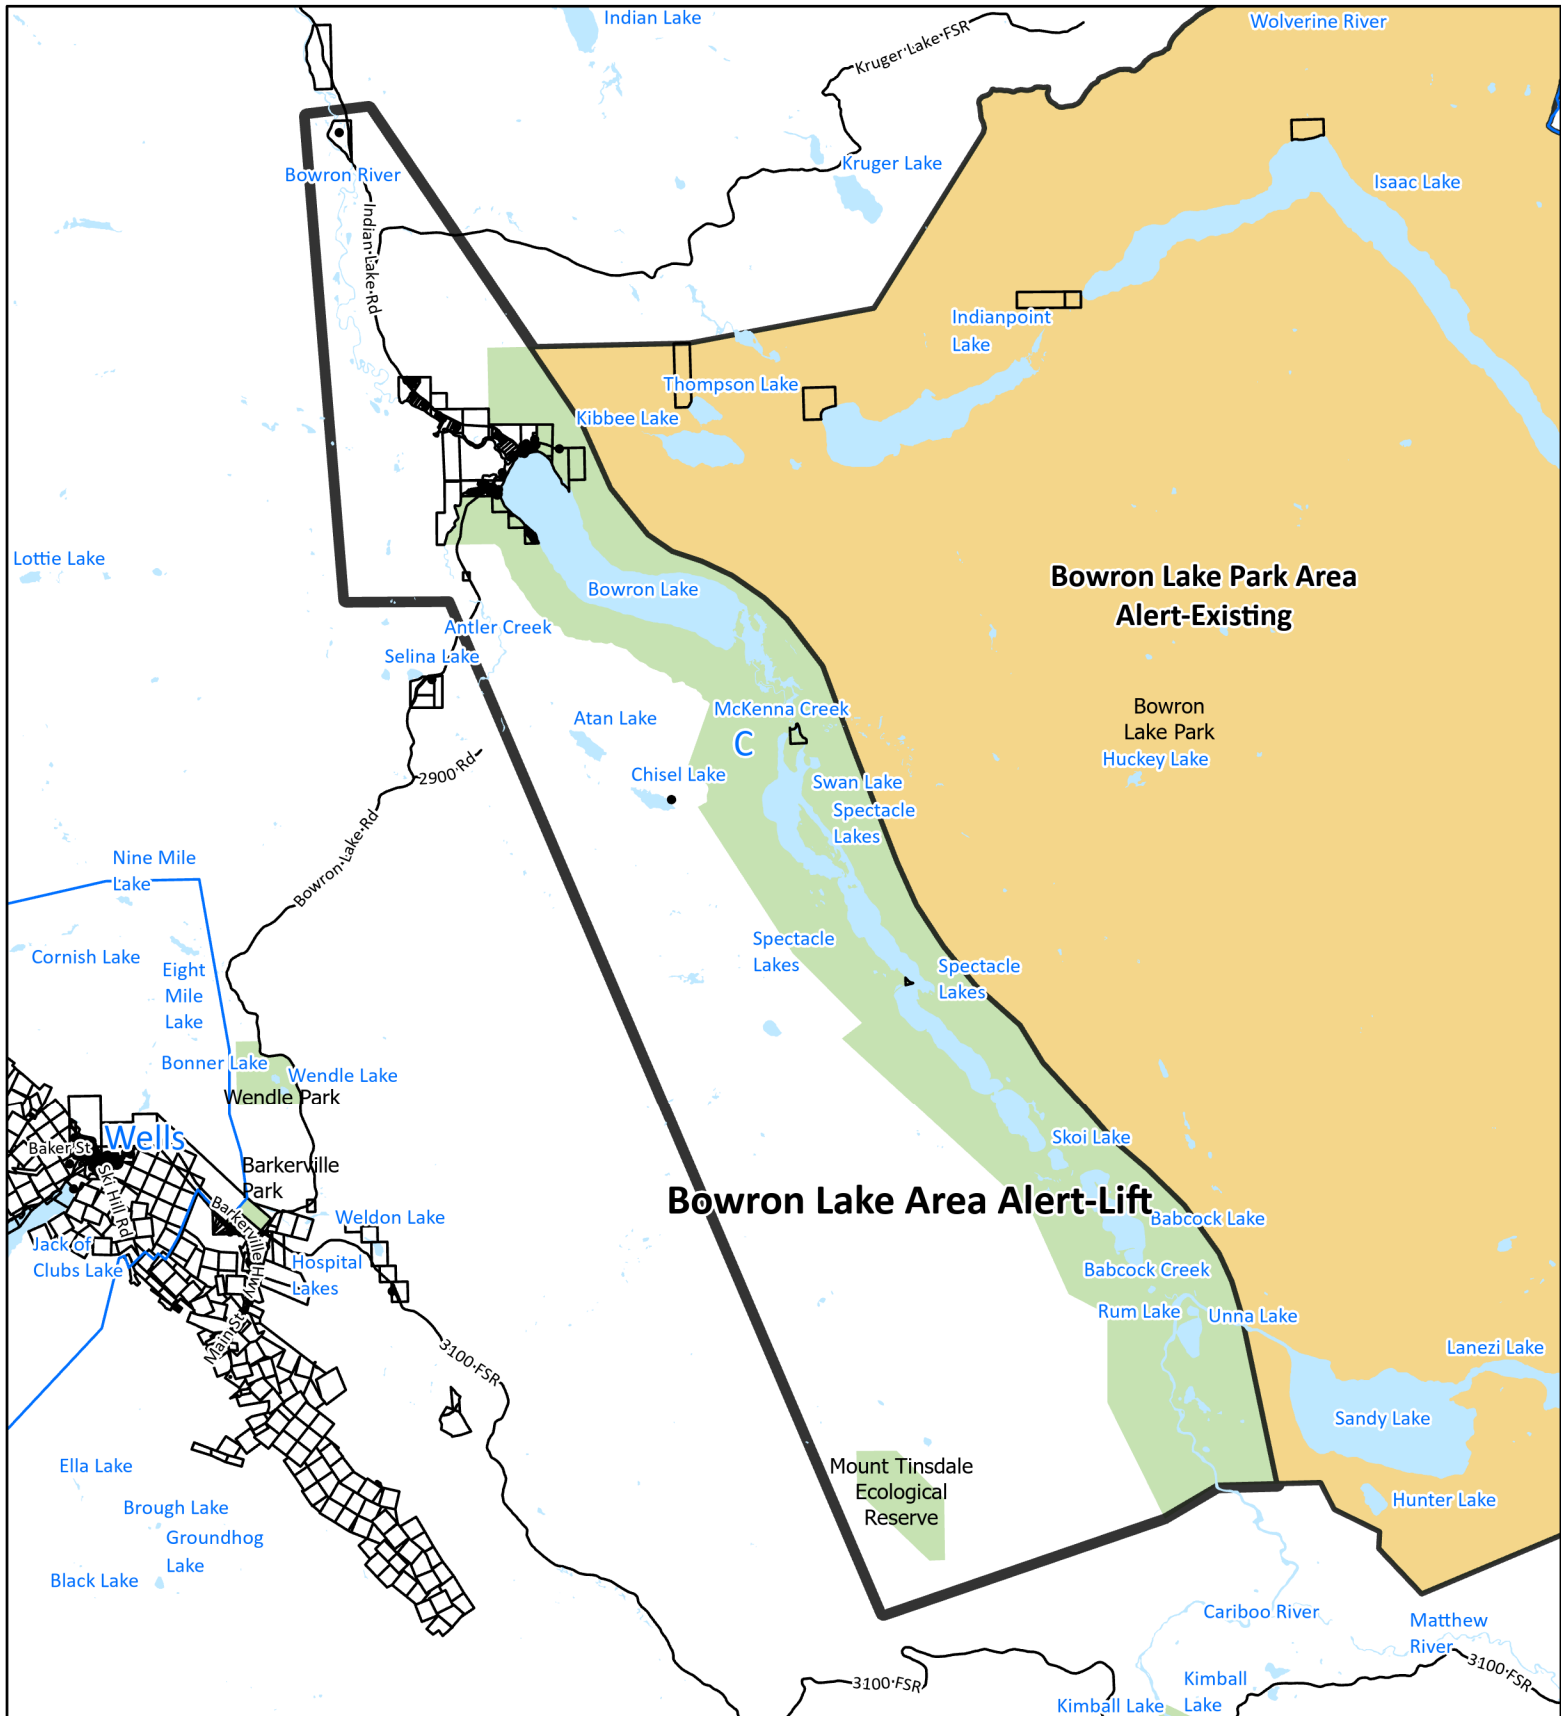 Indian Lake
Wolverine River
Kruger Lake FSR
Kruger Lake
Bowron River
Isaac Lake
Indian Lake Rd
Indianpoint
Lake
Thompson Lake
Kibbee Lake
Lottie Lake
Bowron Lake
Bowron Lake Park Area
Alert-Existing
Antler Creek
Selina Lake
Atan Lake
McKenna Creek
C
Bowron
Lake Park
Huckey Lake
2900 Rd
Chisel Lake
Swan Lake
Spectacle
Lakes
Bowron Lake Rd
Nine Mile
Lake
Cornish Lake
Eight
Mile
Lake
Spectacle
Lakes
Spectacle
Lakes
Bonner Lake
Wendle Lake
Wendle Park
Wells
Baker St
Ski Hill Rd
Barkerville
Park
Barkerville Hwy
Skoi Lake
Bowron Lake Area Alert-Lift
Weldon Lake
Babcock Lake
Jack of
Clubs Lake
Hospital
Lakes
Babcock Creek
Rum Lake
Unna Lake
Main St
3100 FSR
Lanezi Lake
Sandy Lake
Ella Lake
Mount Tinsdale
Ecological
Reserve
Hunter Lake
Brough Lake
Groundhog
Lake
Black Lake
Cariboo River
Matthew
River
3100 FSR
3100 FSR
Kimball Lake
Kimball
Lake